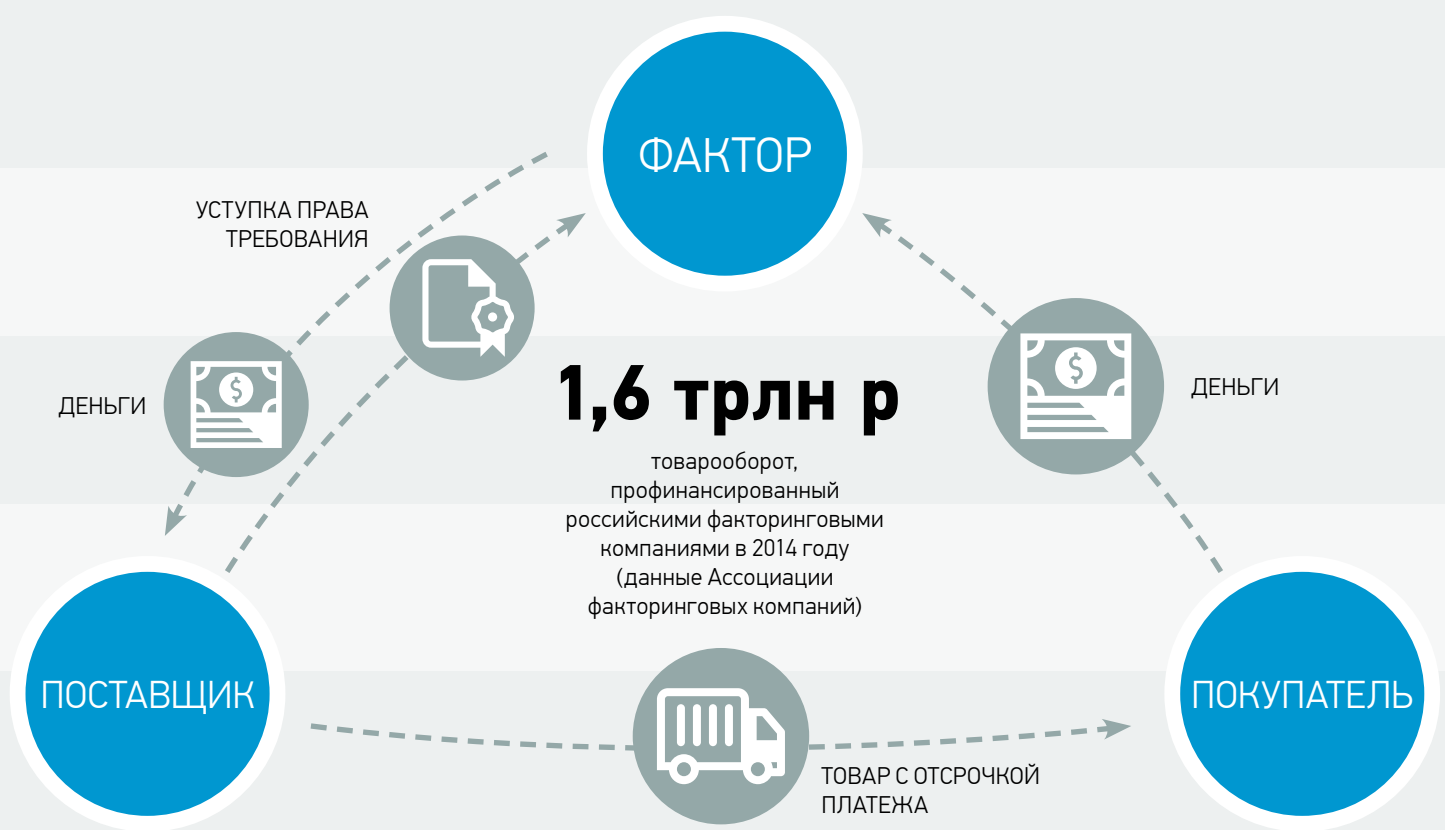 ФАКТОР
УСТУПКА ПРАВА
ТРЕБОВАНИЯ
ДЕНЬГИ
$
1,6 трлн р
товарооборот,
профинансированный
российскими факторинговыми
компаниями в 2014 году
(данные Ассоциации
факторинговых компаний)
$
ДЕНЬГИ
ПОСТАВЩИК
ПОКУПАТЕЛЬ
ТОВАР С ОТСРОЧКОЙ
ПЛАТЕЖА